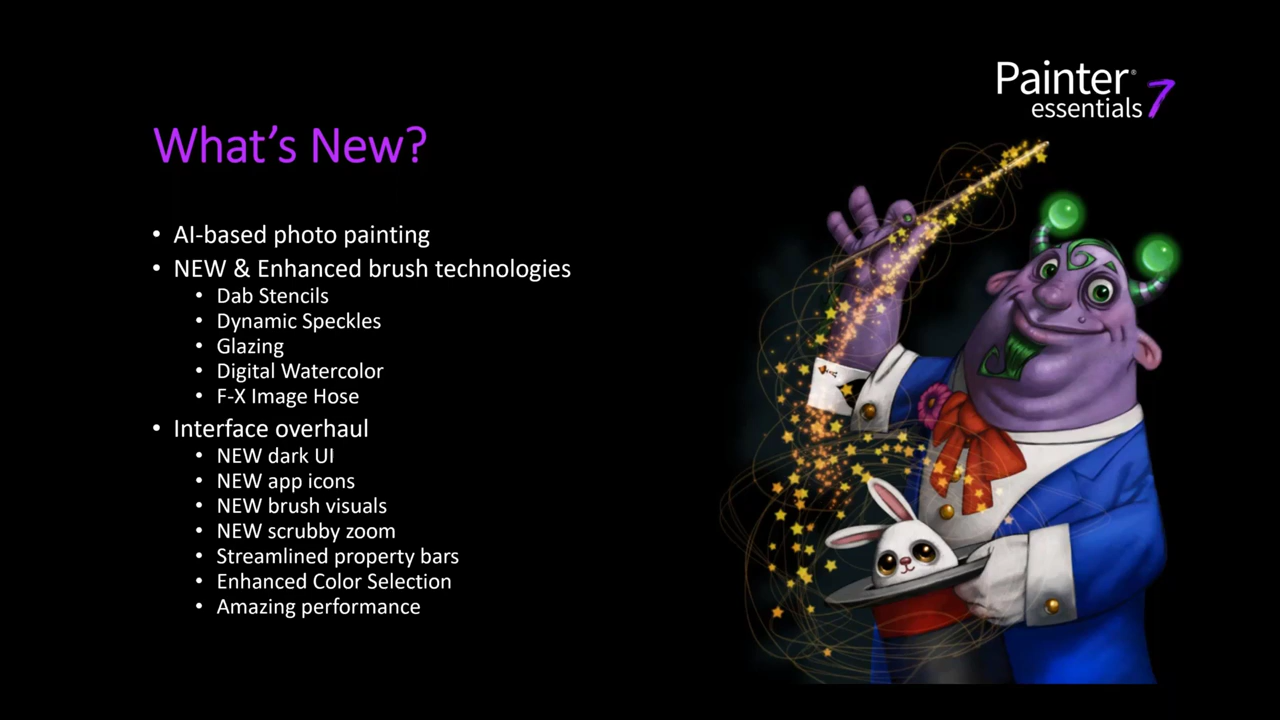 Painter®
essentials 7
What's New?
• AI-based photo painting
• NEW & Enhanced brush technologies
• Dab Stencils
• Dynamic Speckles
• Glazing
• Digital Watercolor
• F-X Image Hose
• Interface overhaul
• NEW dark UI
• NEW app icons
• NEW brush visuals
• NEW scrubby zoom
• Streamlined property bars
• Enhanced Color Selection
• Amazing performance